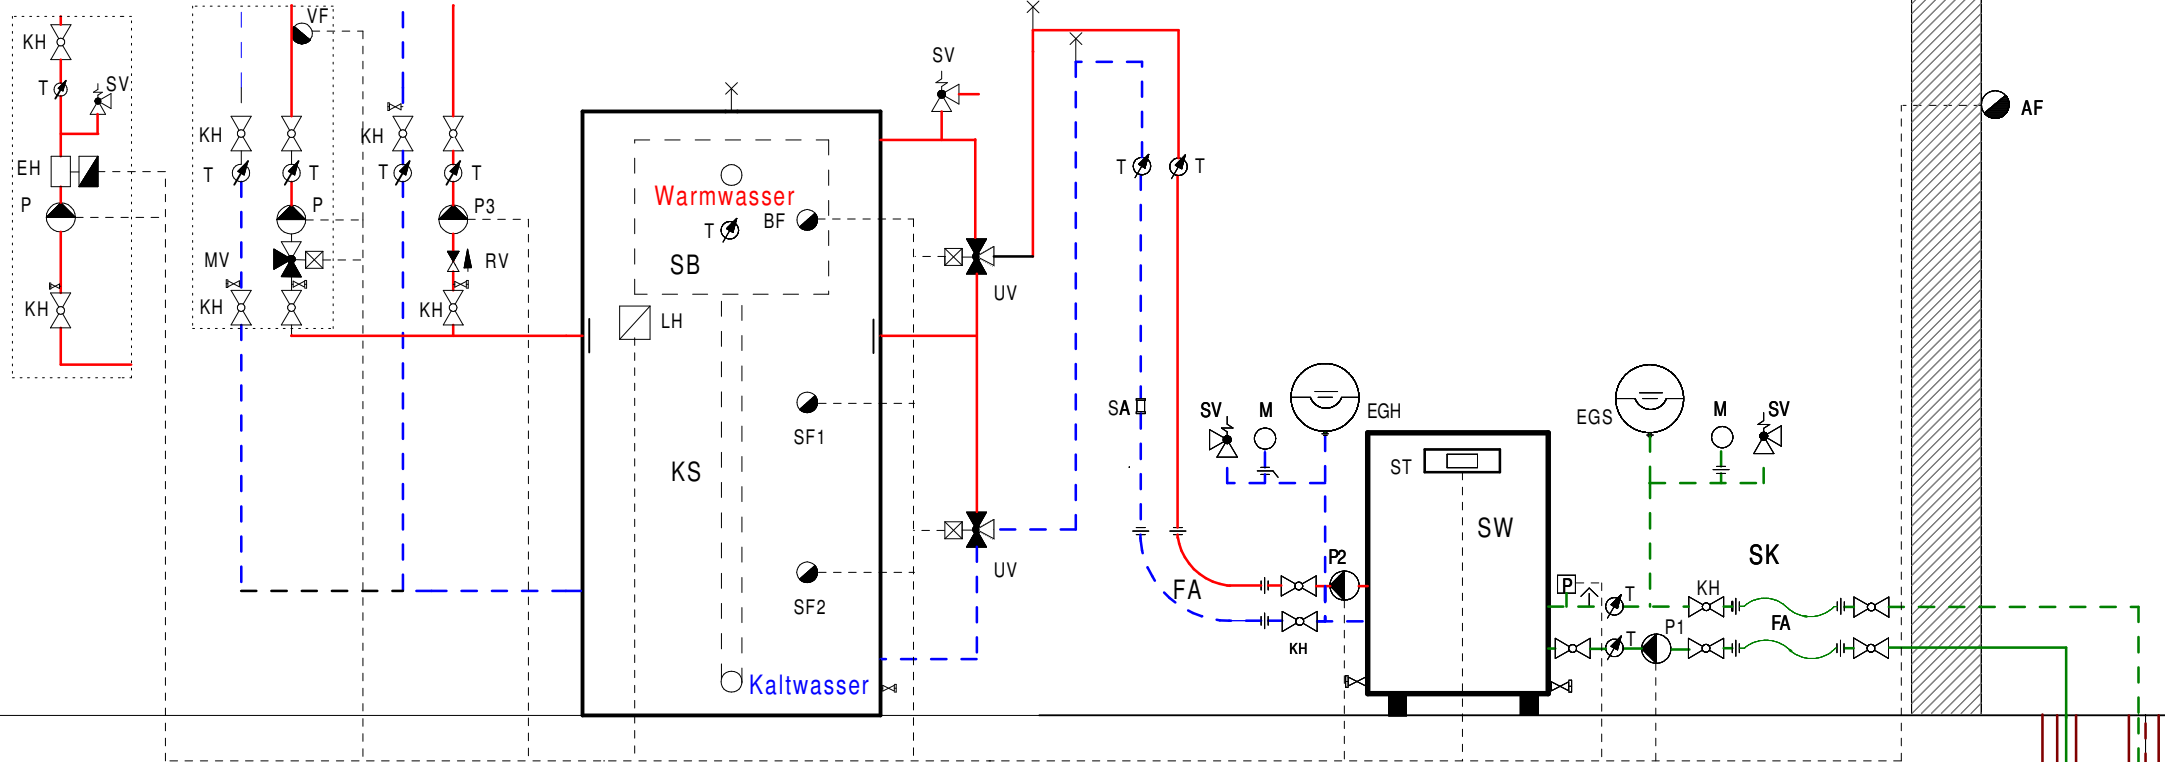 VF
KH
T
SV
EH
P
KH
KH
T
T
P
MV
KH
KH
T
T
P3
RV
KH
Warmwasser
T
BF
SB
LH
SF1
KS
SF2
Kaltwasser
SV
UV
UV
T
T
SA
FA
SV
M
EGH
P2
KH
ST
SW
EGS
M
SV
SK
P
T
KH
FA
T
P1
AF